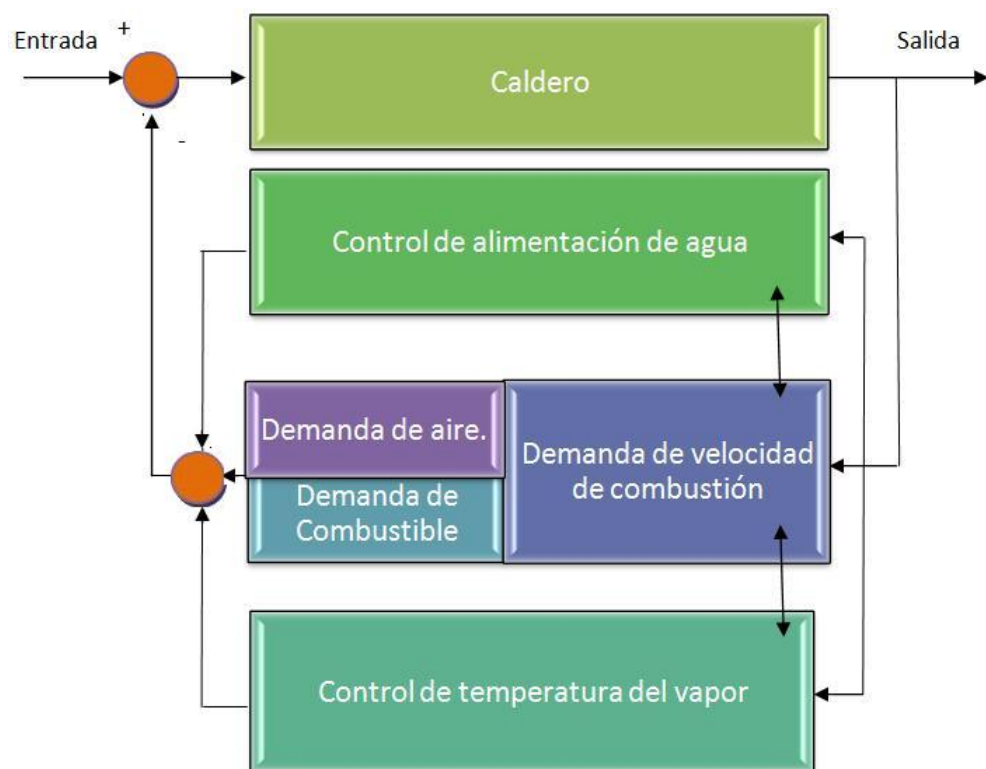 Entrada
+
Salida
Caldero
-
Control de alimentación de agua
Demanda de aire.
Demanda de velocidad
de combustión
Demanda de
Combustible
Control de temperatura del vapor